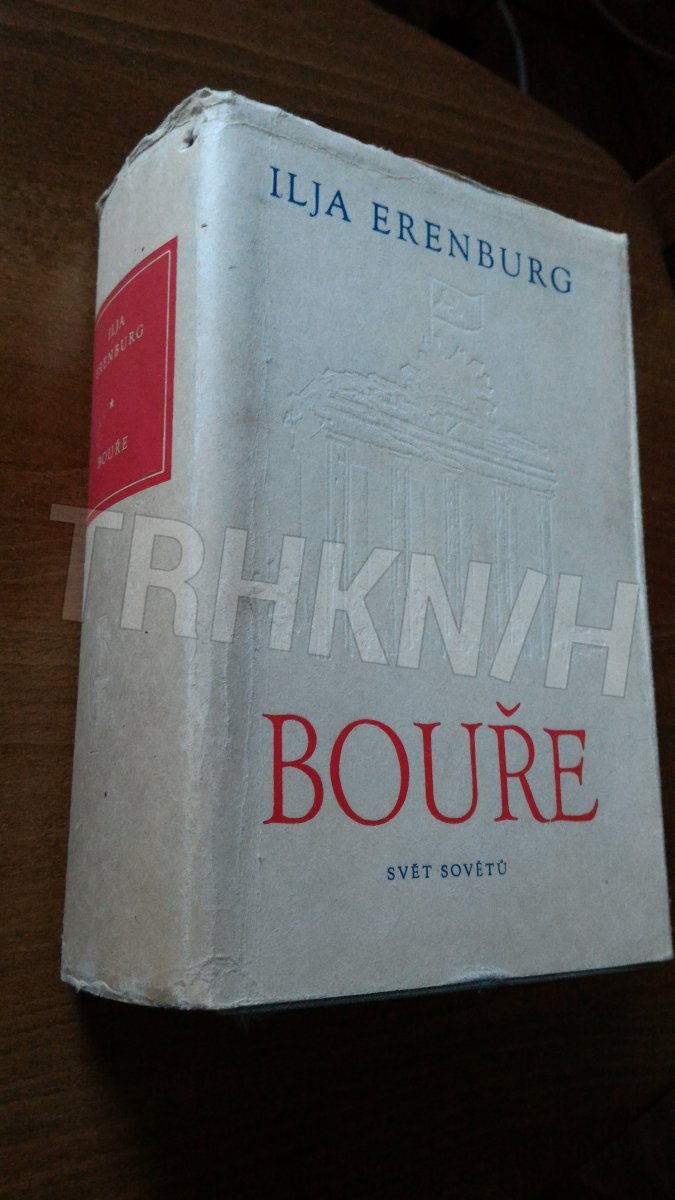 ILJA ERENBURG
BOUŘE
SVĚT SOVĚTŮ
ILJA
ERENBURG
*
BOUŘE
TRHKNIH